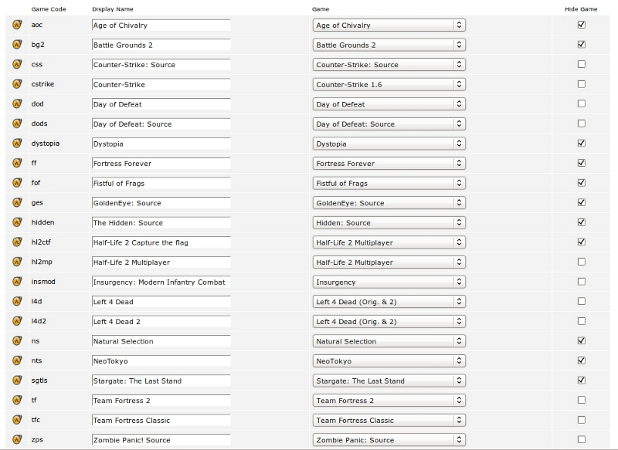 Game Code Display Name Game Hide Game
aoc Age of Chivalry Age of Chivalry
bg2 Battle Grounds 2 Battle Grounds 2
css Counter-Strike: Source Counter-Strike: Source
cstrike Counter-Strike Counter-Strike 1.6
dod Day of Defeat Day of Defeat
dods Day of Defeat: Source Day of Defeat: Source
dystopia Dystopia Dystopia
ff Fortress Forever Fortress Forever
fof Fistful of Frags Fistful of Frags
ges GoldenEye: Source GoldenEye: Source
hidden The Hidden: Source Hidden: Source
hl2ctf Half-Life 2 Capture the flag Half-Life 2 Multiplayer
hl2mp Half-Life 2 Multiplayer Half-Life 2 Multiplayer
insmod Insurgency: Modern Infantry Combat Insurgency
l4d Left 4 Dead Left 4 Dead (Orig. & 2)
l4d2 Left 4 Dead 2 Left 4 Dead (Orig. & 2)
ns Natural Selection Natural Selection
nts NeoTokyo NeoTokyo
sgtls Stargate: The Last Stand Stargate: The Last Stand
tf Team Fortress 2 Team Fortress 2
tfc Team Fortress Classic Team Fortress Classic
zps Zombie Panic! Source Zombie Panic: Source